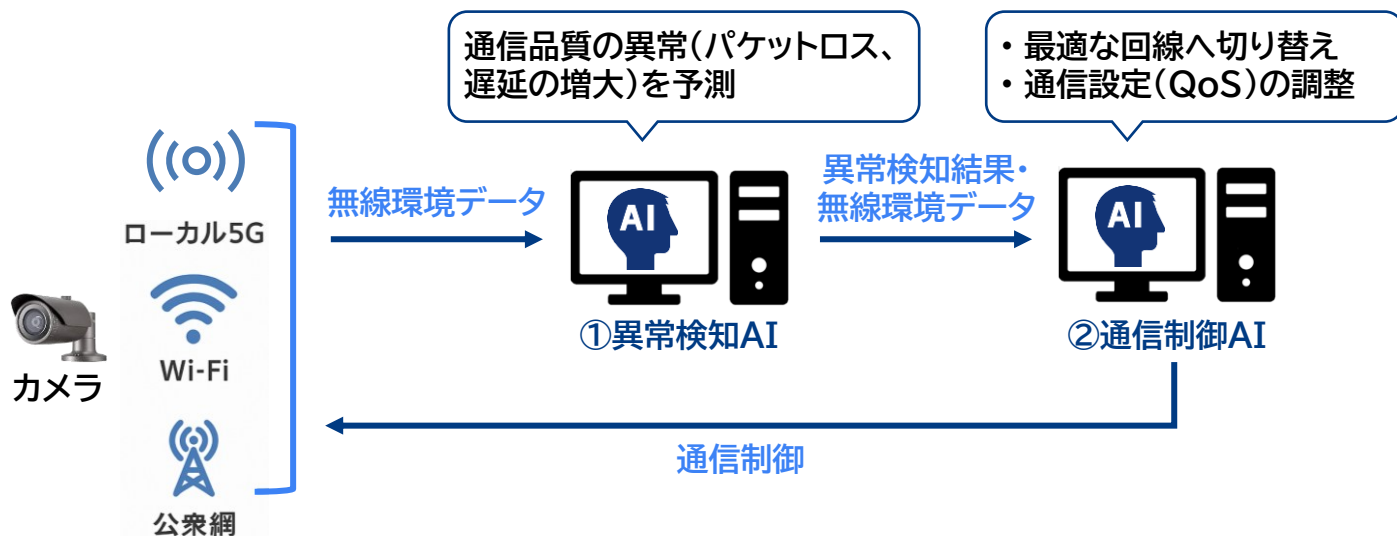 通信品質の異常(パケットロス、
遅延の増大)を予測
・ 最適な回線へ切り替え
・ 通信設定(QoS)の調整
ローカル5G
Wi-Fi
公衆網
カメラ
無線環境データ
AI
①異常検知AI
異常検知結果・
無線環境データ
AI
②通信制御AI
通信制御